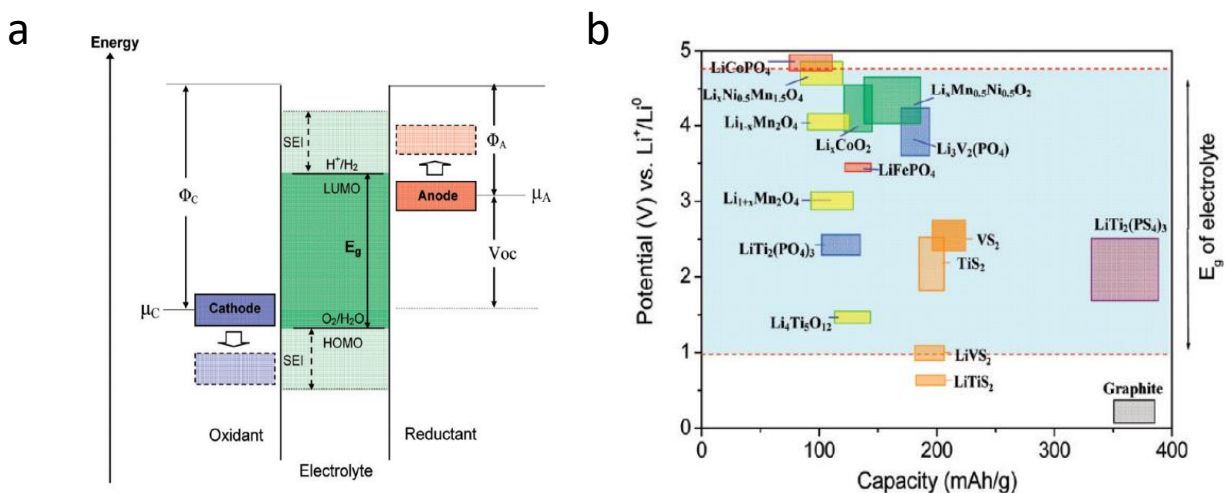 a
Energy
SEI
H⁺/H₂
LUMO
Φ_A
Φ_C
Anode
μ_A
E_g
Voc
μ_C
Cathode
O₂/H₂O
HOMO
SEI
Oxidant
Reductant
Electrolyte
b
Potential (V) vs. Li⁺/Li⁰
5
4
3
2
1
0
LiCoPO₄
LiₓNi₀.₅Mn₁.₅O₄
LiₓMn₀.₅Ni₀.₅O₂
Li₁₋ₓMn₂O₄
LiₓCoO₂
Li₃V₂(PO₄)
LiFePO₄
Li₁₊ₓMn₂O₄
LiTi₂(PS₄)₃
LiTi₂(PO₄)₃
VS₂
TiS₂
Li₄Ti₅O₁₂
LiVS₂
LiTiS₂
Graphite
0
100
200
300
400
Capacity (mAh/g)
E_g of electrolyte